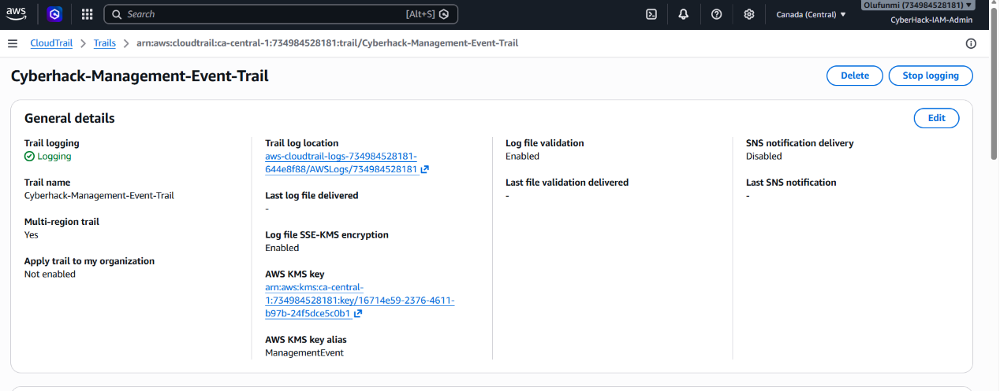 aws
Search
[Alt+S]
Canada (Central)
Olufunmi (734984528181)
CyberHack-IAM-Admin
CloudTrail
Trails
arn:aws:cloudtrail:ca-central-1:734984528181:trail/Cyberhack-Management-Event-Trail
Cyberhack-Management-Event-Trail
Delete
Stop logging
General details
Edit
Trail logging
Logging
Trail name
Cyberhack-Management-Event-Trail
Multi-region trail
Yes
Apply trail to my organization
Not enabled
Trail log location
aws-cloudtrail-logs-734984528181-
644e8f88/AWSLogs/734984528181
Last log file delivered
-
Log file SSE-KMS encryption
Enabled
AWS KMS key
arn:aws:kms:ca-central-
1:734984528181:key/16714e59-2376-4611-
b97b-24f5dce5c0b1
AWS KMS key alias
ManagementEvent
Log file validation
Enabled
Last file validation delivered
-
SNS notification delivery
Disabled
Last SNS notification
-